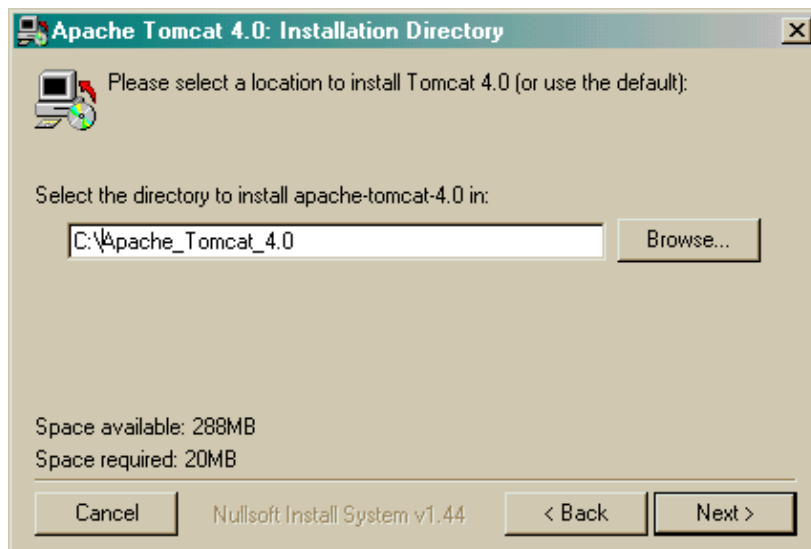 Apache Tomcat 4.0: Installation Directory
Please select a location to install Tomcat 4.0 (or use the default):
Select the directory to install apache-tomcat-4.0 in:
C:\Apache_Tomcat_4.0
Browse...
Space available: 288MB
Space required: 20MB
Cancel
Nullsoft Install System v1.44
< Back
Next >